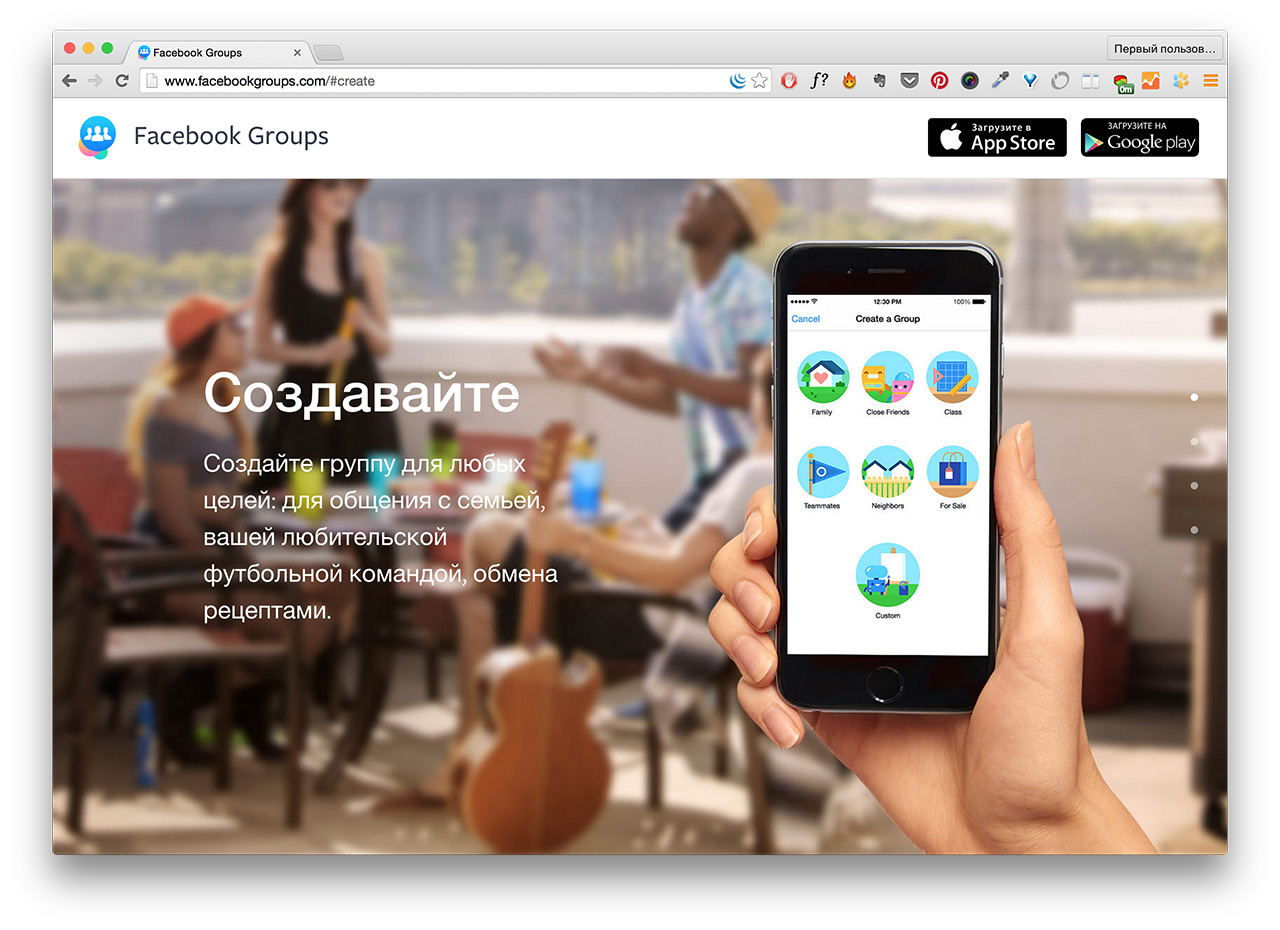 Facebook Groups
Первый пользов…
www.facebookgroups.com/#create
f?
0m
Facebook Groups
Загрузите в
App Store
ЗАГРУЗИТЕ НА
Google play
12:30 PM
100%
Cancel
Create a Group
Family
Close Friends
Class
Teammates
Neighbors
For Sale
Custom
Создавайте
Создайте группу для любых
целей: для общения с семьей,
вашей любительской
футбольной командой, обмена
рецептами.